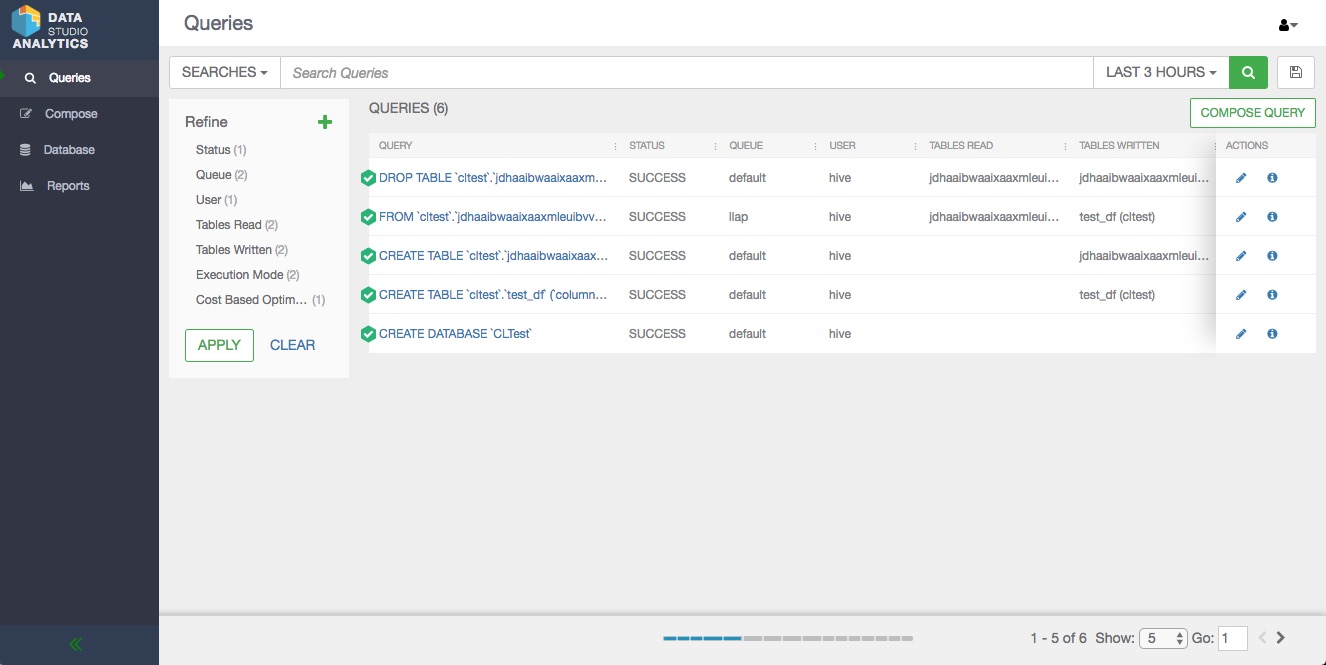 DATA
STUDIO
ANALYTICS
Queries
Compose
Database
Reports
Queries
SEARCHES
Search Queries
LAST 3 HOURS
Refine
Status (1)
Queue (2)
User (1)
Tables Read (2)
Tables Written (2)
Execution Mode (2)
Cost Based Optim... (1)
APPLY CLEAR
QUERIES (6)
COMPOSE QUERY
QUERY STATUS QUEUE USER TABLES READ TABLES WRITTEN ACTIONS
DROP TABLE `cltest`.`jdhaaibwaaixaaxm... SUCCESS default hive jdhaaibwaaixaaxmleui... jdhaaibwaaixaaxmleui...
FROM `cltest`.`jdhaaibwaaixaaxmleuibvv... SUCCESS llap hive jdhaaibwaaixaaxmleui... test_df (cltest)
CREATE TABLE `cltest`.`jdhaaibwaaixaax... SUCCESS default hive jdhaaibwaaixaaxmleui...
CREATE TABLE `cltest`.`test_df` (`column... SUCCESS default hive test_df (cltest)
CREATE DATABASE `CLTest` SUCCESS default hive
1 - 5 of 6 Show: 5 Go: 1